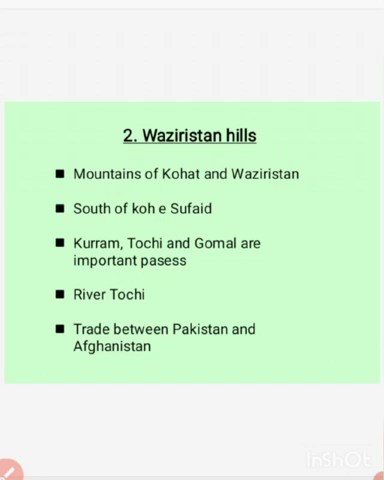 2. Waziristan hills
■ Mountains of Kohat and Waziristan
■ South of koh e Sufaid
■ Kurram, Tochi and Gomal are
important pasess
■ River Tochi
■ Trade between Pakistan and
Afghanistan
InShOt